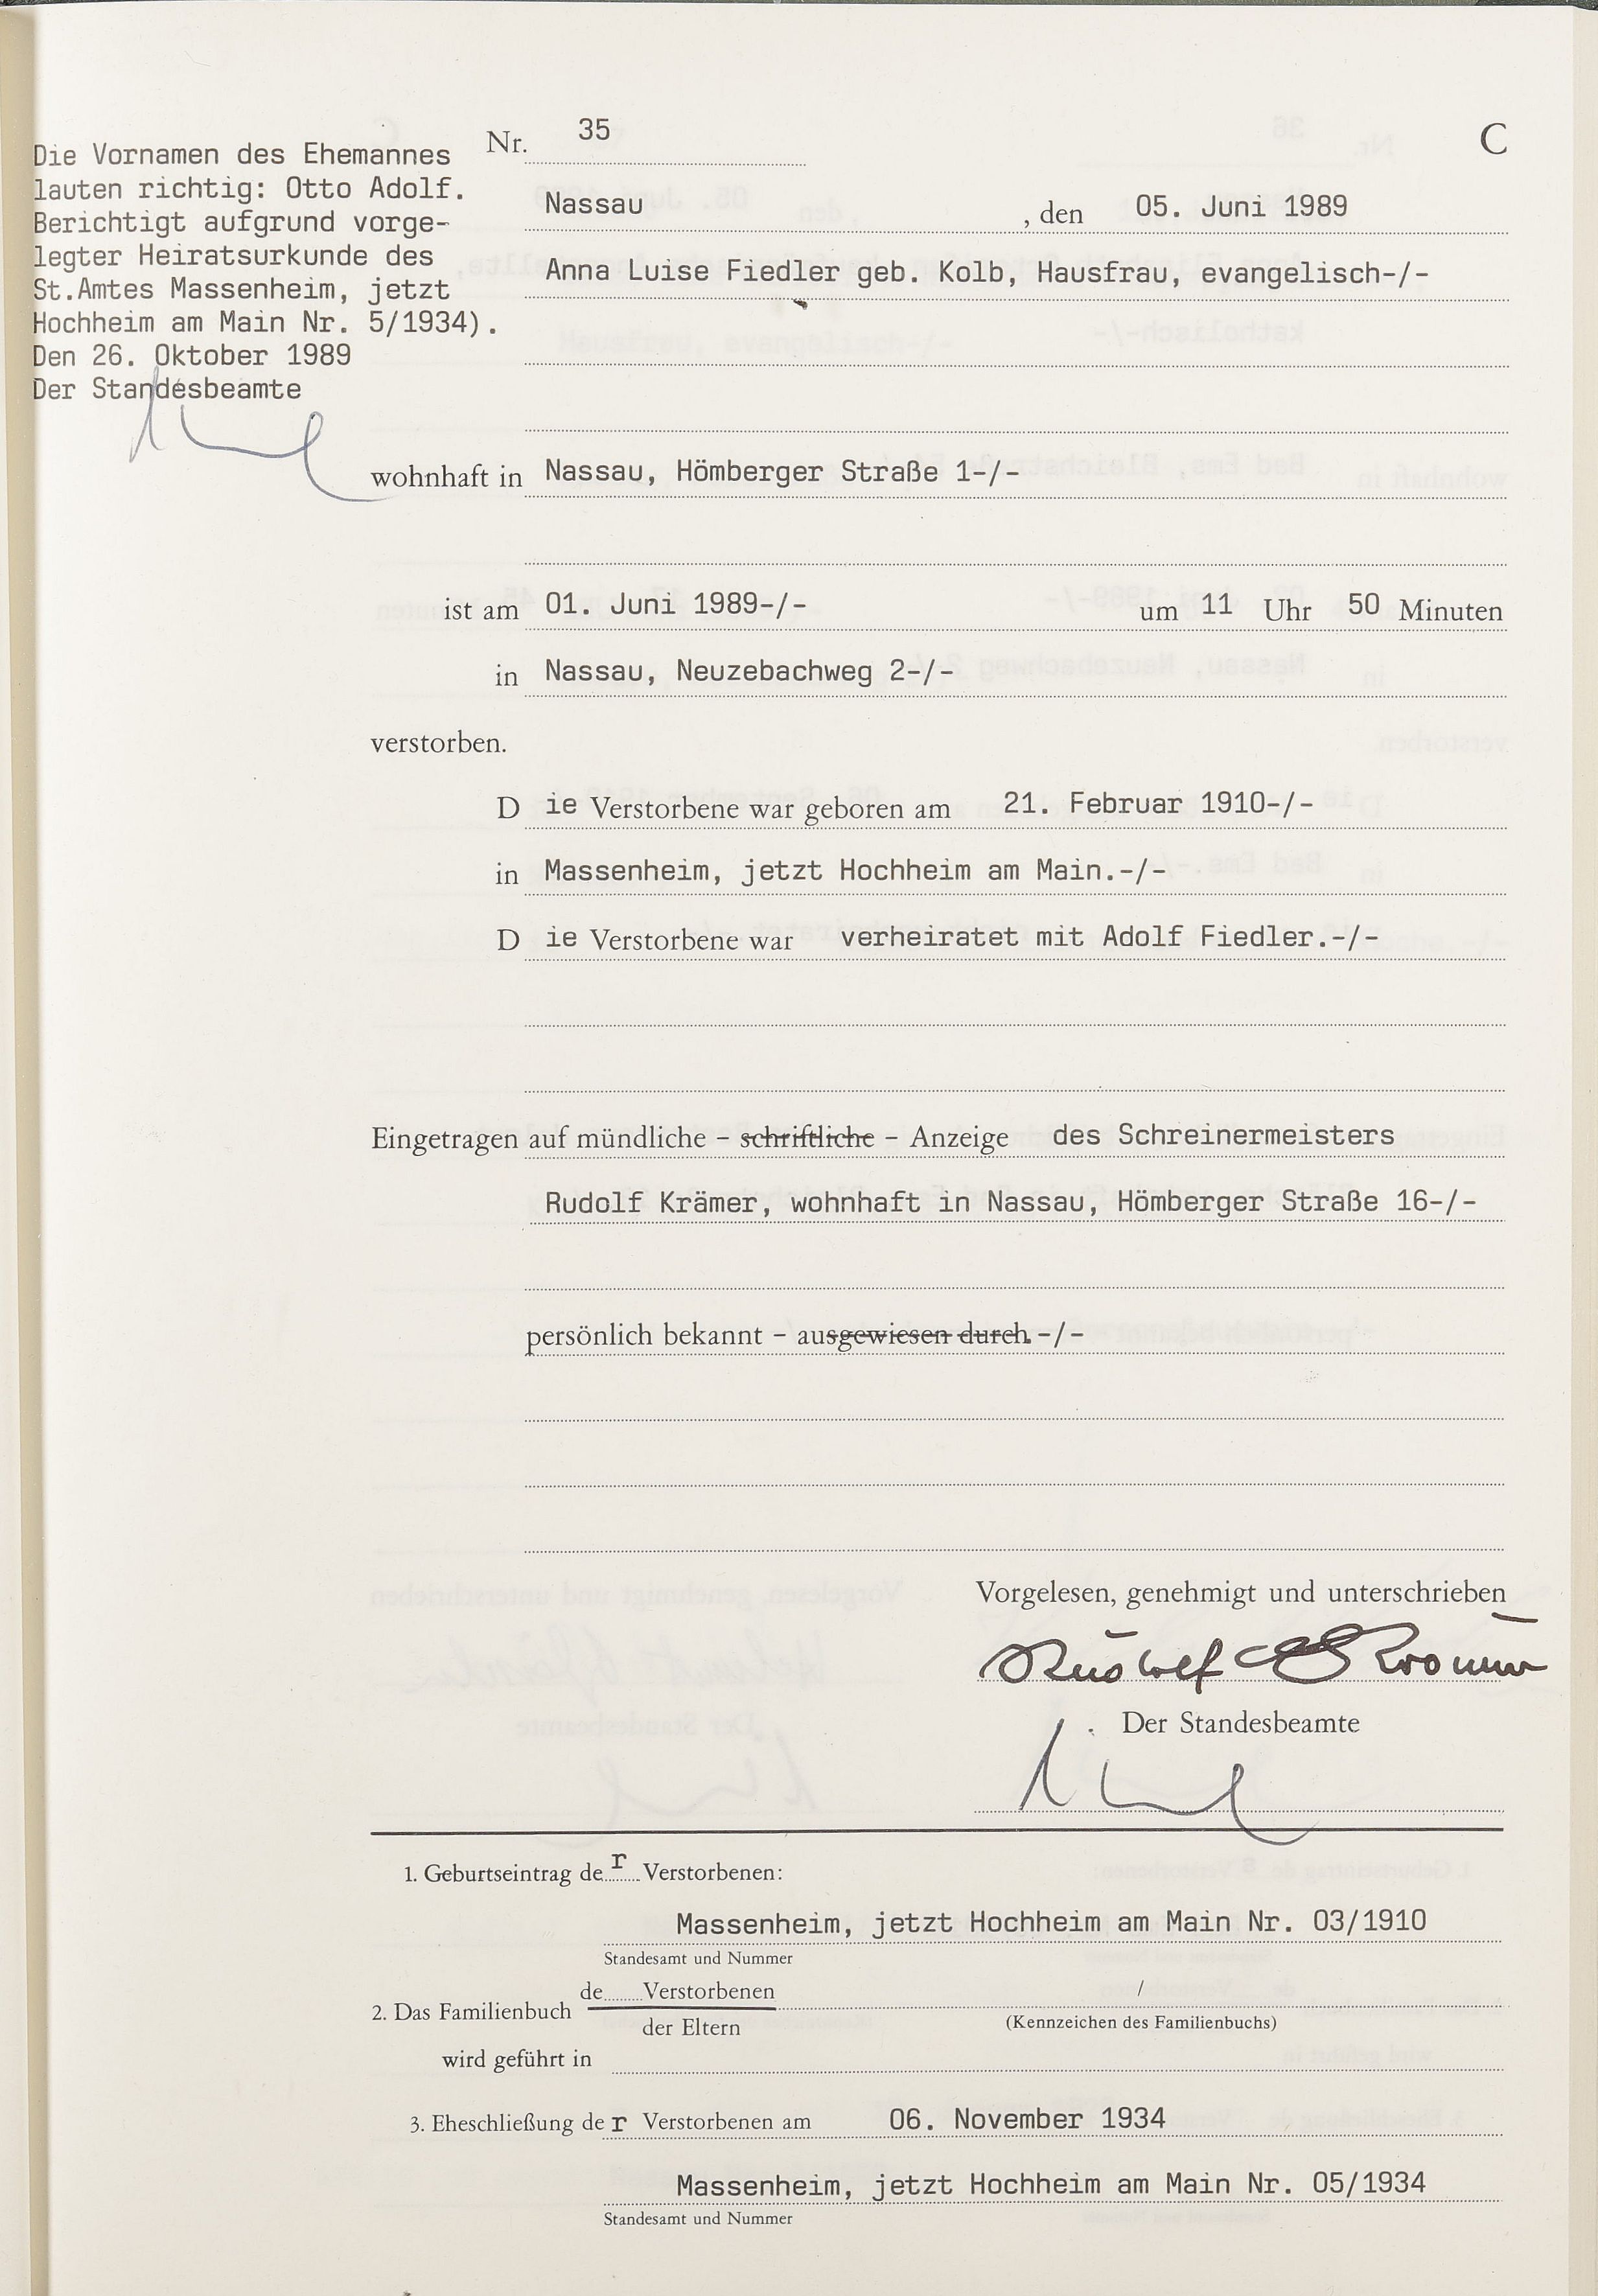 Die Vornamen des Ehemannes
lauten richtig: Otto Adolf.
Berichtigt aufgrund vorge-
legter Heiratsurkunde des
St.Amtes Massenheim, jetzt
Hochheim am Main Nr. 5/1934).
Den 26. Oktober 1989
Der Standesbeamte
Nr. 35 C
Nassau , den 05. Juni 1989
Anna Luise Fiedler geb. Kolb, Hausfrau, evangelisch-/-
wohnhaft in Nassau, Hömberger Straße 1-/-
ist am 01. Juni 1989-/- um 11 Uhr 50 Minuten
in Nassau, Neuzebachweg 2-/-
verstorben.
D ie Verstorbene war geboren am 21. Februar 1910-/-
in Massenheim, jetzt Hochheim am Main.-/-
D ie Verstorbene war verheiratet mit Adolf Fiedler.-/-
Eingetragen auf mündliche – schriftliche – Anzeige des Schreinermeisters
Rudolf Krämer, wohnhaft in Nassau, Hömberger Straße 16-/-
persönlich bekannt – ausgewiesen durch.-/-
Vorgelesen, genehmigt und unterschrieben
Rudolf
Der Standesbeamte
1. Geburtseintrag der Verstorbenen:
Massenheim, jetzt Hochheim am Main Nr. 03/1910
Standesamt und Nummer
de Verstorbenen /
2. Das Familienbuch
der Eltern (Kennzeichen des Familienbuchs)
wird geführt in
3. Eheschließung der Verstorbenen am 06. November 1934
Massenheim, jetzt Hochheim am Main Nr. 05/1934
Standesamt und Nummer